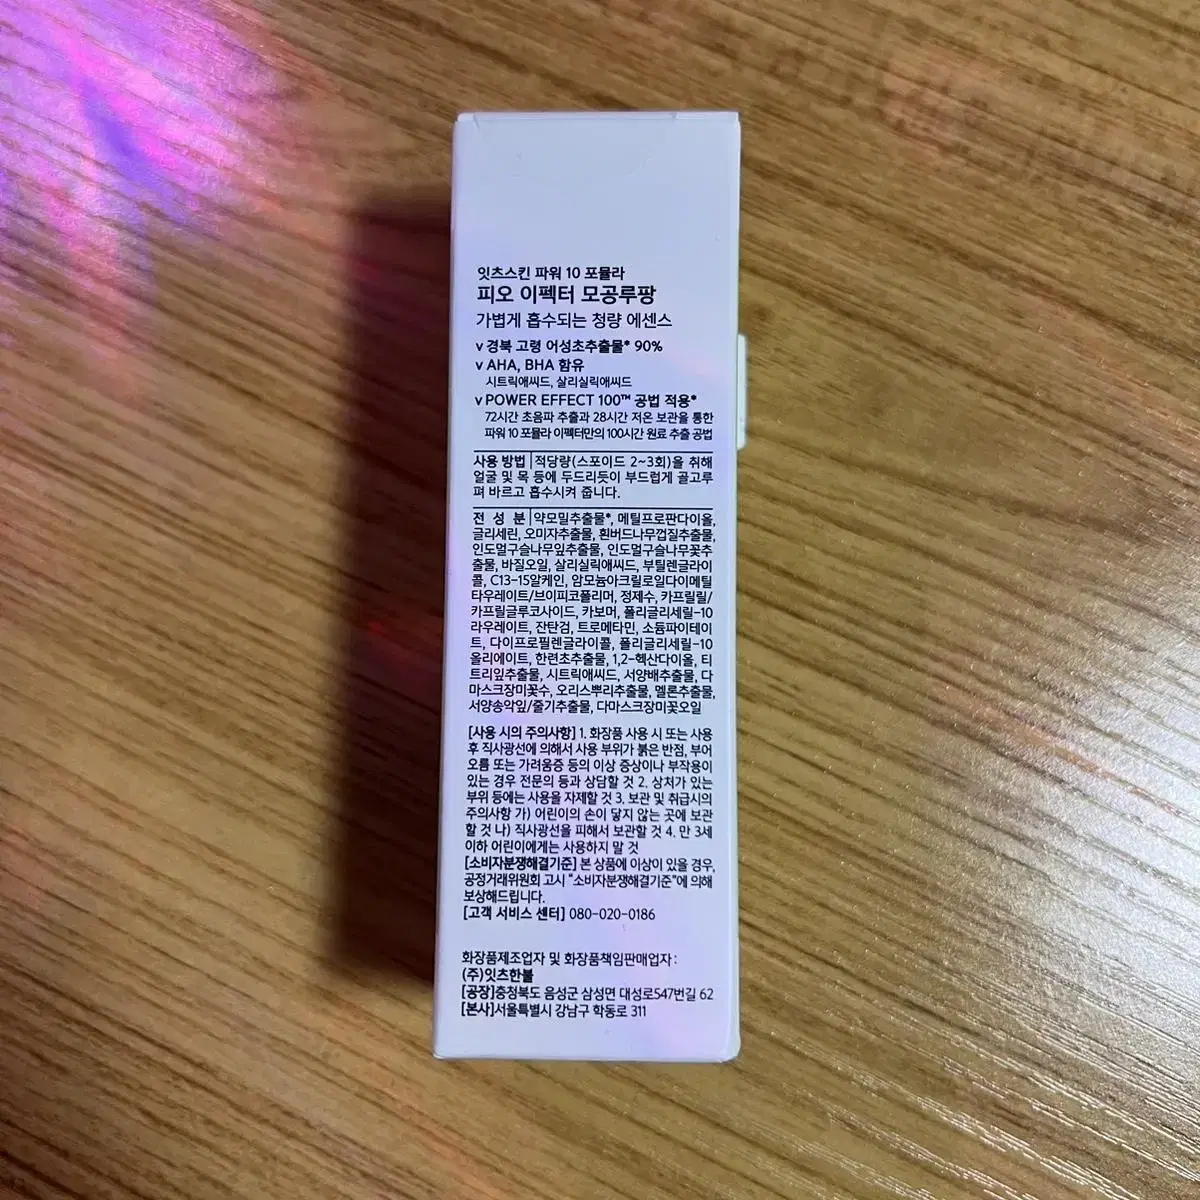 잇츠스킨 파워 10 포뮬라
피오 이펙터 모공루팡
가볍게 흡수되는 청량 에센스
v 경북 고령 어성초추출물* 90%
v AHA, BHA 함유
시트릭애씨드, 살리실릭애씨드
v POWER EFFECT 100™ 공법 적용*
72시간 초음파 추출과 28시간 저온 보관을 통한
파워 10 포뮬라 이펙터만의 100시간 원료 추출 공법
사용 방법 | 적당량(스포이드 2~3회)을 취해
얼굴 및 목 등에 두드리듯이 부드럽게 골고루
펴 바르고 흡수시켜 줍니다.
전 성 분 | 약모밀추출물*, 메틸프로판다이올,
글리세린, 오미자추출물, 흰버드나무껍질추출물,
인도멀구슬나무잎추출물, 인도멀구슬나무꽃추
출물, 바질오일, 살리실릭애씨드, 부틸렌글라이
콜, C13-15알케인, 암모늄아크릴로일다이메틸
타우레이트/브이피코폴리머, 정제수, 카프릴릴/
카프릴글루코사이드, 카보머, 폴리글리세릴-10
라우레이트, 잔탄검, 트로메타민, 소듐파이테이
트, 다이프로필렌글라이콜, 폴리글리세릴-10
올리에이트, 한련초추출물, 1,2-헥산다이올, 티
트리잎추출물, 시트릭애씨드, 서양배추출물, 다
마스크장미꽃수, 오리스뿌리추출물, 멜론추출물,
서양송악잎/줄기추출물, 다마스크장미꽃오일
[사용 시의 주의사항] 1. 화장품 사용 시 또는 사용
후 직사광선에 의해서 사용 부위가 붉은 반점, 부어
오름 또는 가려움증 등의 이상 증상이나 부작용이
있는 경우 전문의 등과 상담할 것 2. 상처가 있는
부위 등에는 사용을 자제할 것 3. 보관 및 취급시의
주의사항 가) 어린이의 손이 닿지 않는 곳에 보관
할 것 나) 직사광선을 피해서 보관할 것 4. 만 3세
이하 어린이에게는 사용하지 말 것
[소비자분쟁해결기준] 본 상품에 이상이 있을 경우,
공정거래위원회 고시 "소비자분쟁해결기준"에 의해
보상해드립니다.
[고객 서비스 센터] 080-020-0186
화장품제조업자 및 화장품책임판매업자 :
(주)잇츠한불
[공장]충청북도 음성군 삼성면 대성로547번길 62
[본사]서울특별시 강남구 학동로 311